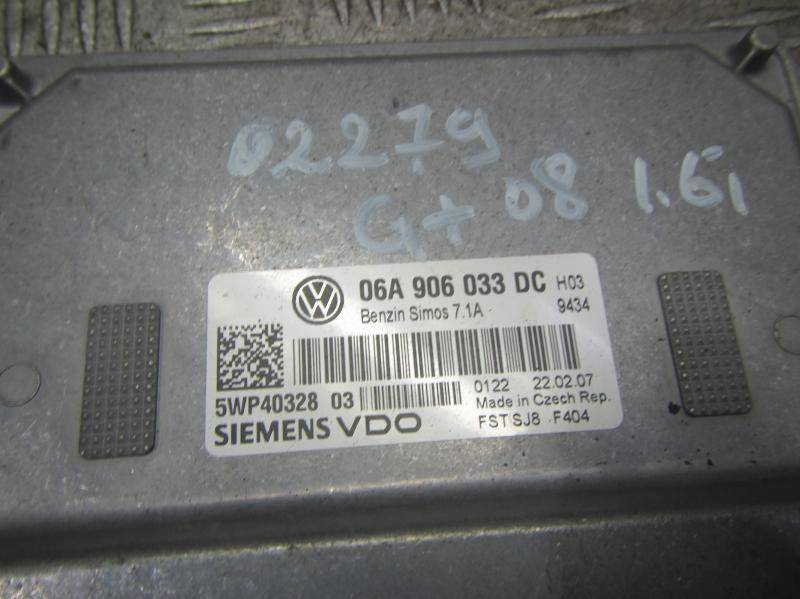 02279
G+ 08 1.6i
VW 06A 906 033 DC H03
Benzin Simos 7.1A 9434
5WP40328 03 0122 22.02.07
Made in Czech Rep.
SIEMENS VDO FST SJ8 F404